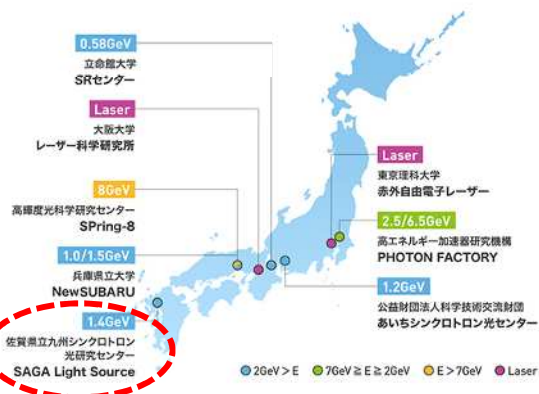 0.58GeV
立命館大学
SRセンター
Laser
大阪大学
レーザー科学研究所
8GeV
高輝度光科学研究センター
SPring-8
1.0/1.5GeV
兵庫県立大学
NewSUBARU
1.4GeV
佐賀県立九州シンクロトロン
光研究センター
SAGA Light Source
Laser
東京理科大学
赤外自由電子レーザー
2.5/6.5GeV
高エネルギー加速器研究機構
PHOTON FACTORY
1.2GeV
公益財団法人科学技術交流財団
あいちシンクロトロン光センター
2GeV > E 7GeV ≧ E ≧ 2GeV E > 7GeV Laser